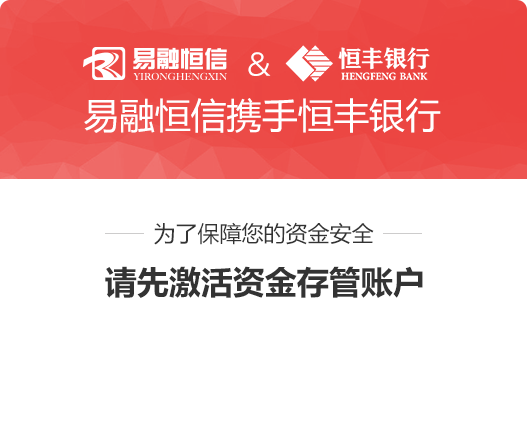 易融恒信 & 恒丰银行
YIRONGHENGXIN HENGFENG BANK
易融恒信携手恒丰银行
为了保障您的资金安全
请先激活资金存管账户